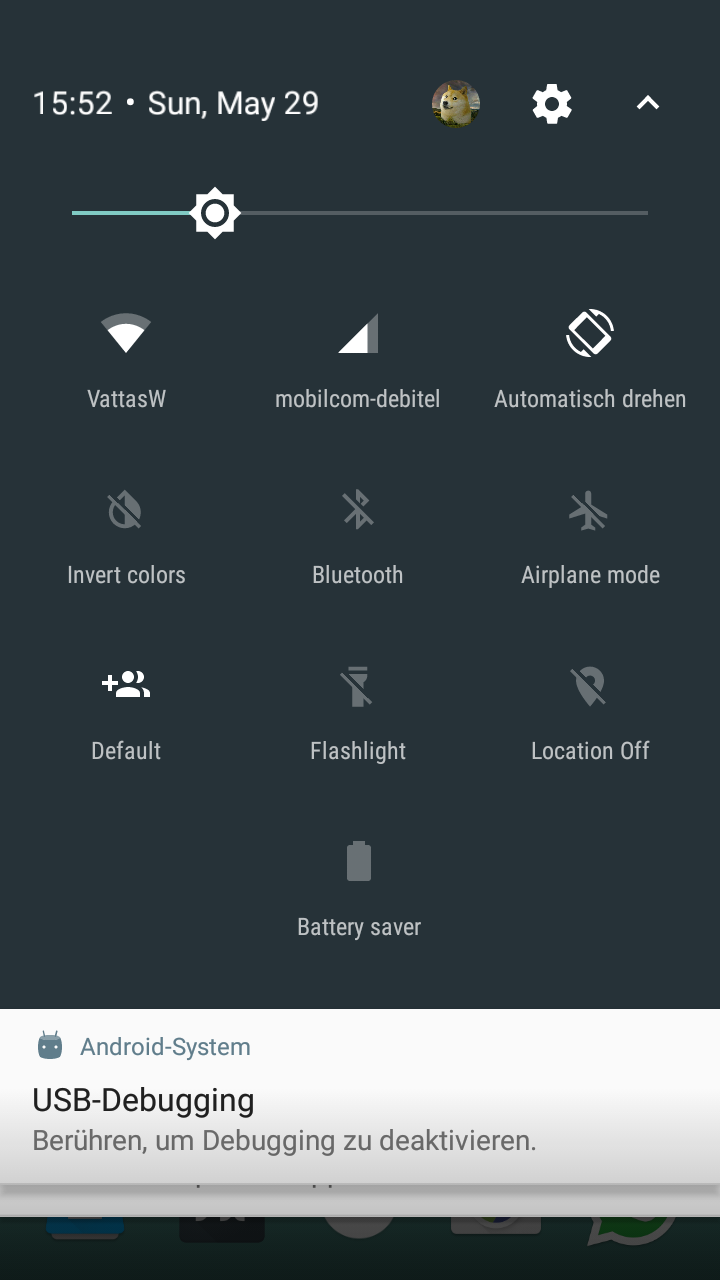 15:52 • Sun, May 29
VattasW
mobilcom-debitel
Automatisch drehen
Invert colors
Bluetooth
Airplane mode
Default
Flashlight
Location Off
Battery saver
Android-System
USB-Debugging
Berühren, um Debugging zu deaktivieren.